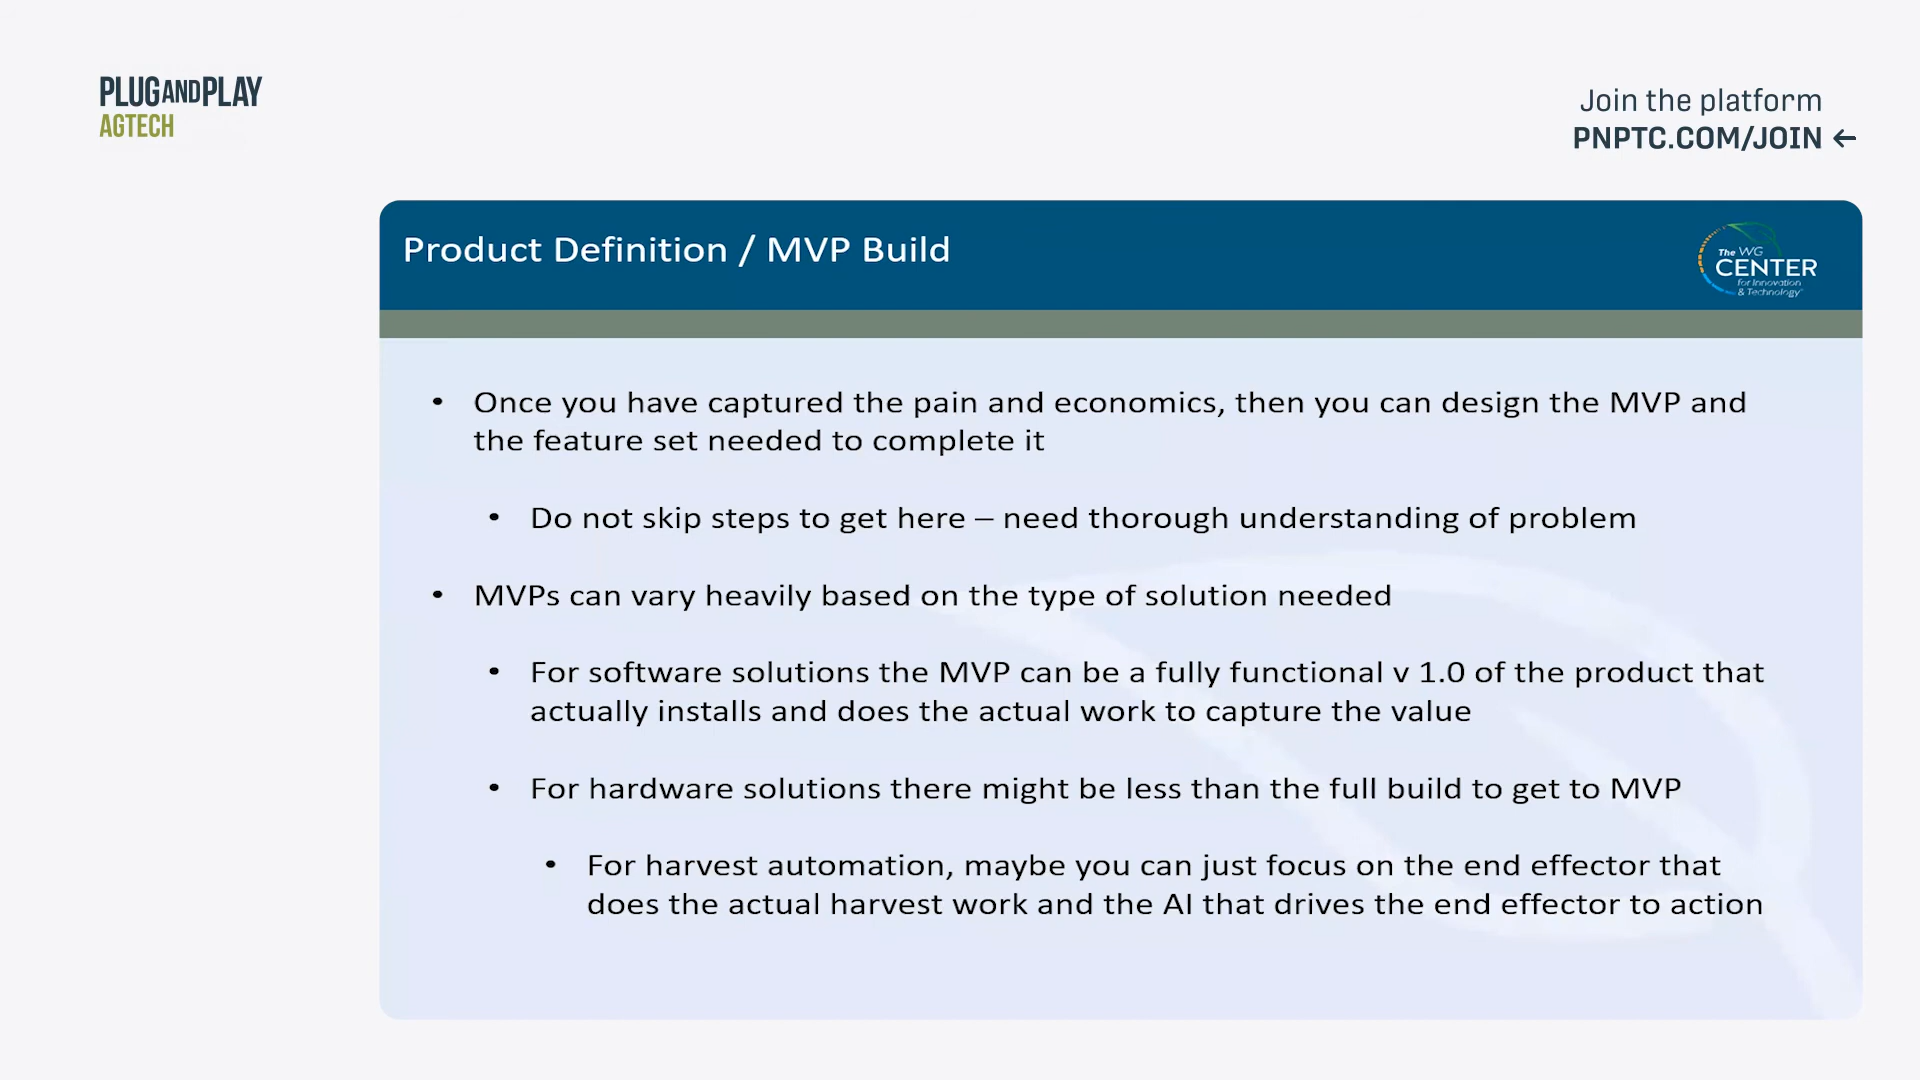 PLUGANDPLAY
AGTECH
Join the platform
PNPTC.COM/JOIN ←
Product Definition / MVP Build
The WG
CENTER
for Innovation
& Technology
• Once you have captured the pain and economics, then you can design the MVP and
the feature set needed to complete it
• Do not skip steps to get here – need thorough understanding of problem
• MVPs can vary heavily based on the type of solution needed
• For software solutions the MVP can be a fully functional v 1.0 of the product that
actually installs and does the actual work to capture the value
• For hardware solutions there might be less than the full build to get to MVP
• For harvest automation, maybe you can just focus on the end effector that
does the actual harvest work and the AI that drives the end effector to action